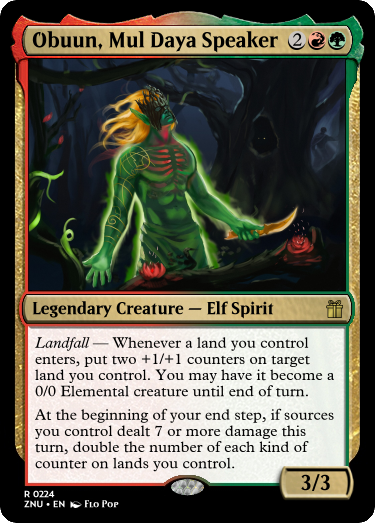 Obuun, Mul Daya Speaker 2
Legendary Creature — Elf Spirit
Landfall — Whenever a land you control
enters, put two +1/+1 counters on target
land you control. You may have it become a
0/0 Elemental creature until end of turn.
At the beginning of your end step, if sources
you control dealt 7 or more damage this
turn, double the number of each kind of
counter on lands you control.
3/3
R 0224
ZNU • EN Flo Pop